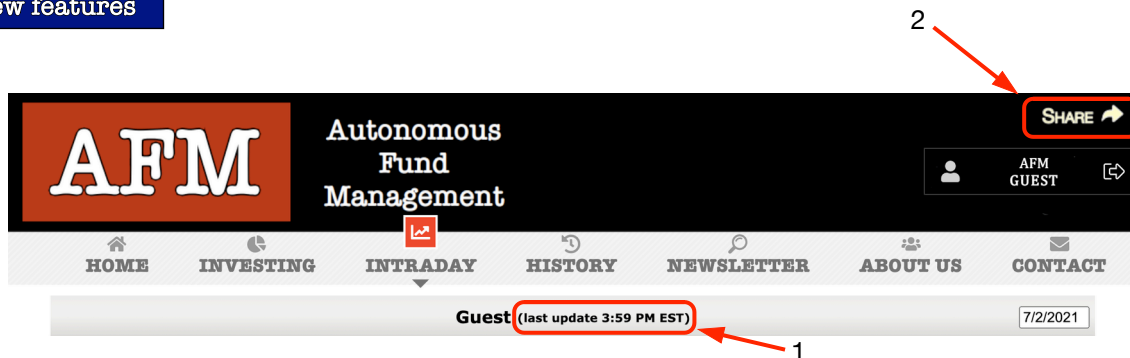 features
2
SHARE
AFM
Autonomous
Fund
Management
AFM
GUEST
HOME
INVESTING
INTRADAY
HISTORY
NEWSLETTER
ABOUT US
CONTACT
Guest (last update 3:59 PM EST)
7/2/2021
1